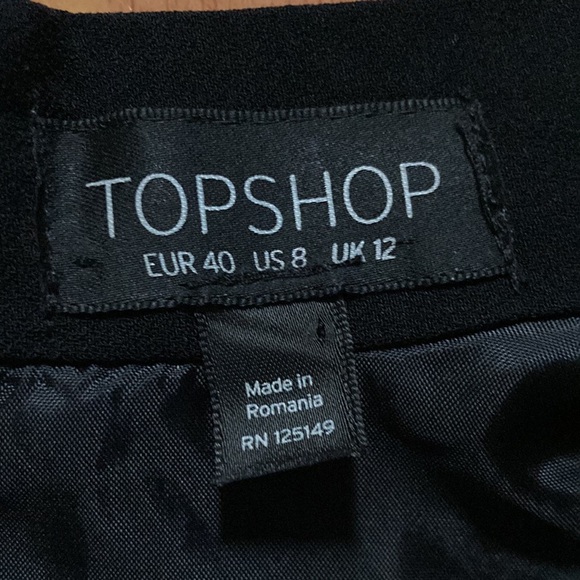 TOPSHOP
EUR 40 US 8 UK 12
Made in
Romania
RN 125149